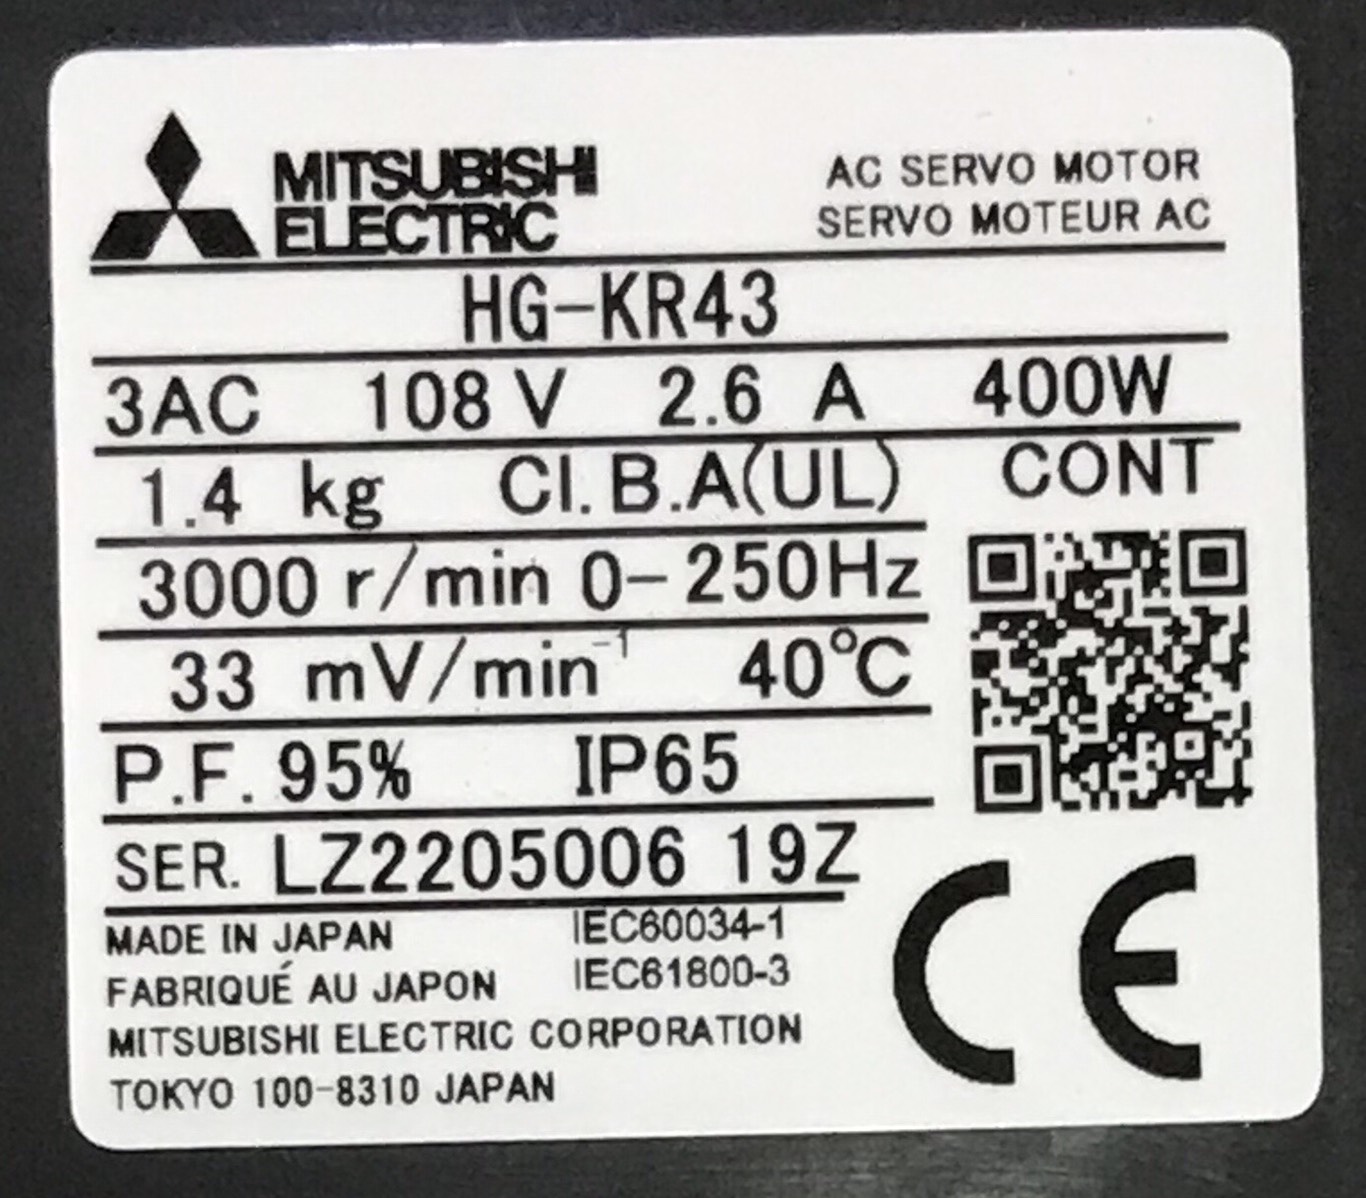 MITSUBISHI
ELECTRIC
AC SERVO MOTOR
SERVO MOTEUR AC
HG-KR43
3AC 108 V 2.6 A 400W
1.4 kg Cl.B.A(UL) CONT
3000 r/min 0-250Hz
33 mV/min⁻¹ 40°C
P.F. 95% IP65
SER. LZ2205006 19Z
MADE IN JAPAN IEC60034-1
FABRIQUÉ AU JAPON IEC61800-3
MITSUBISHI ELECTRIC CORPORATION
TOKYO 100-8310 JAPAN
CE